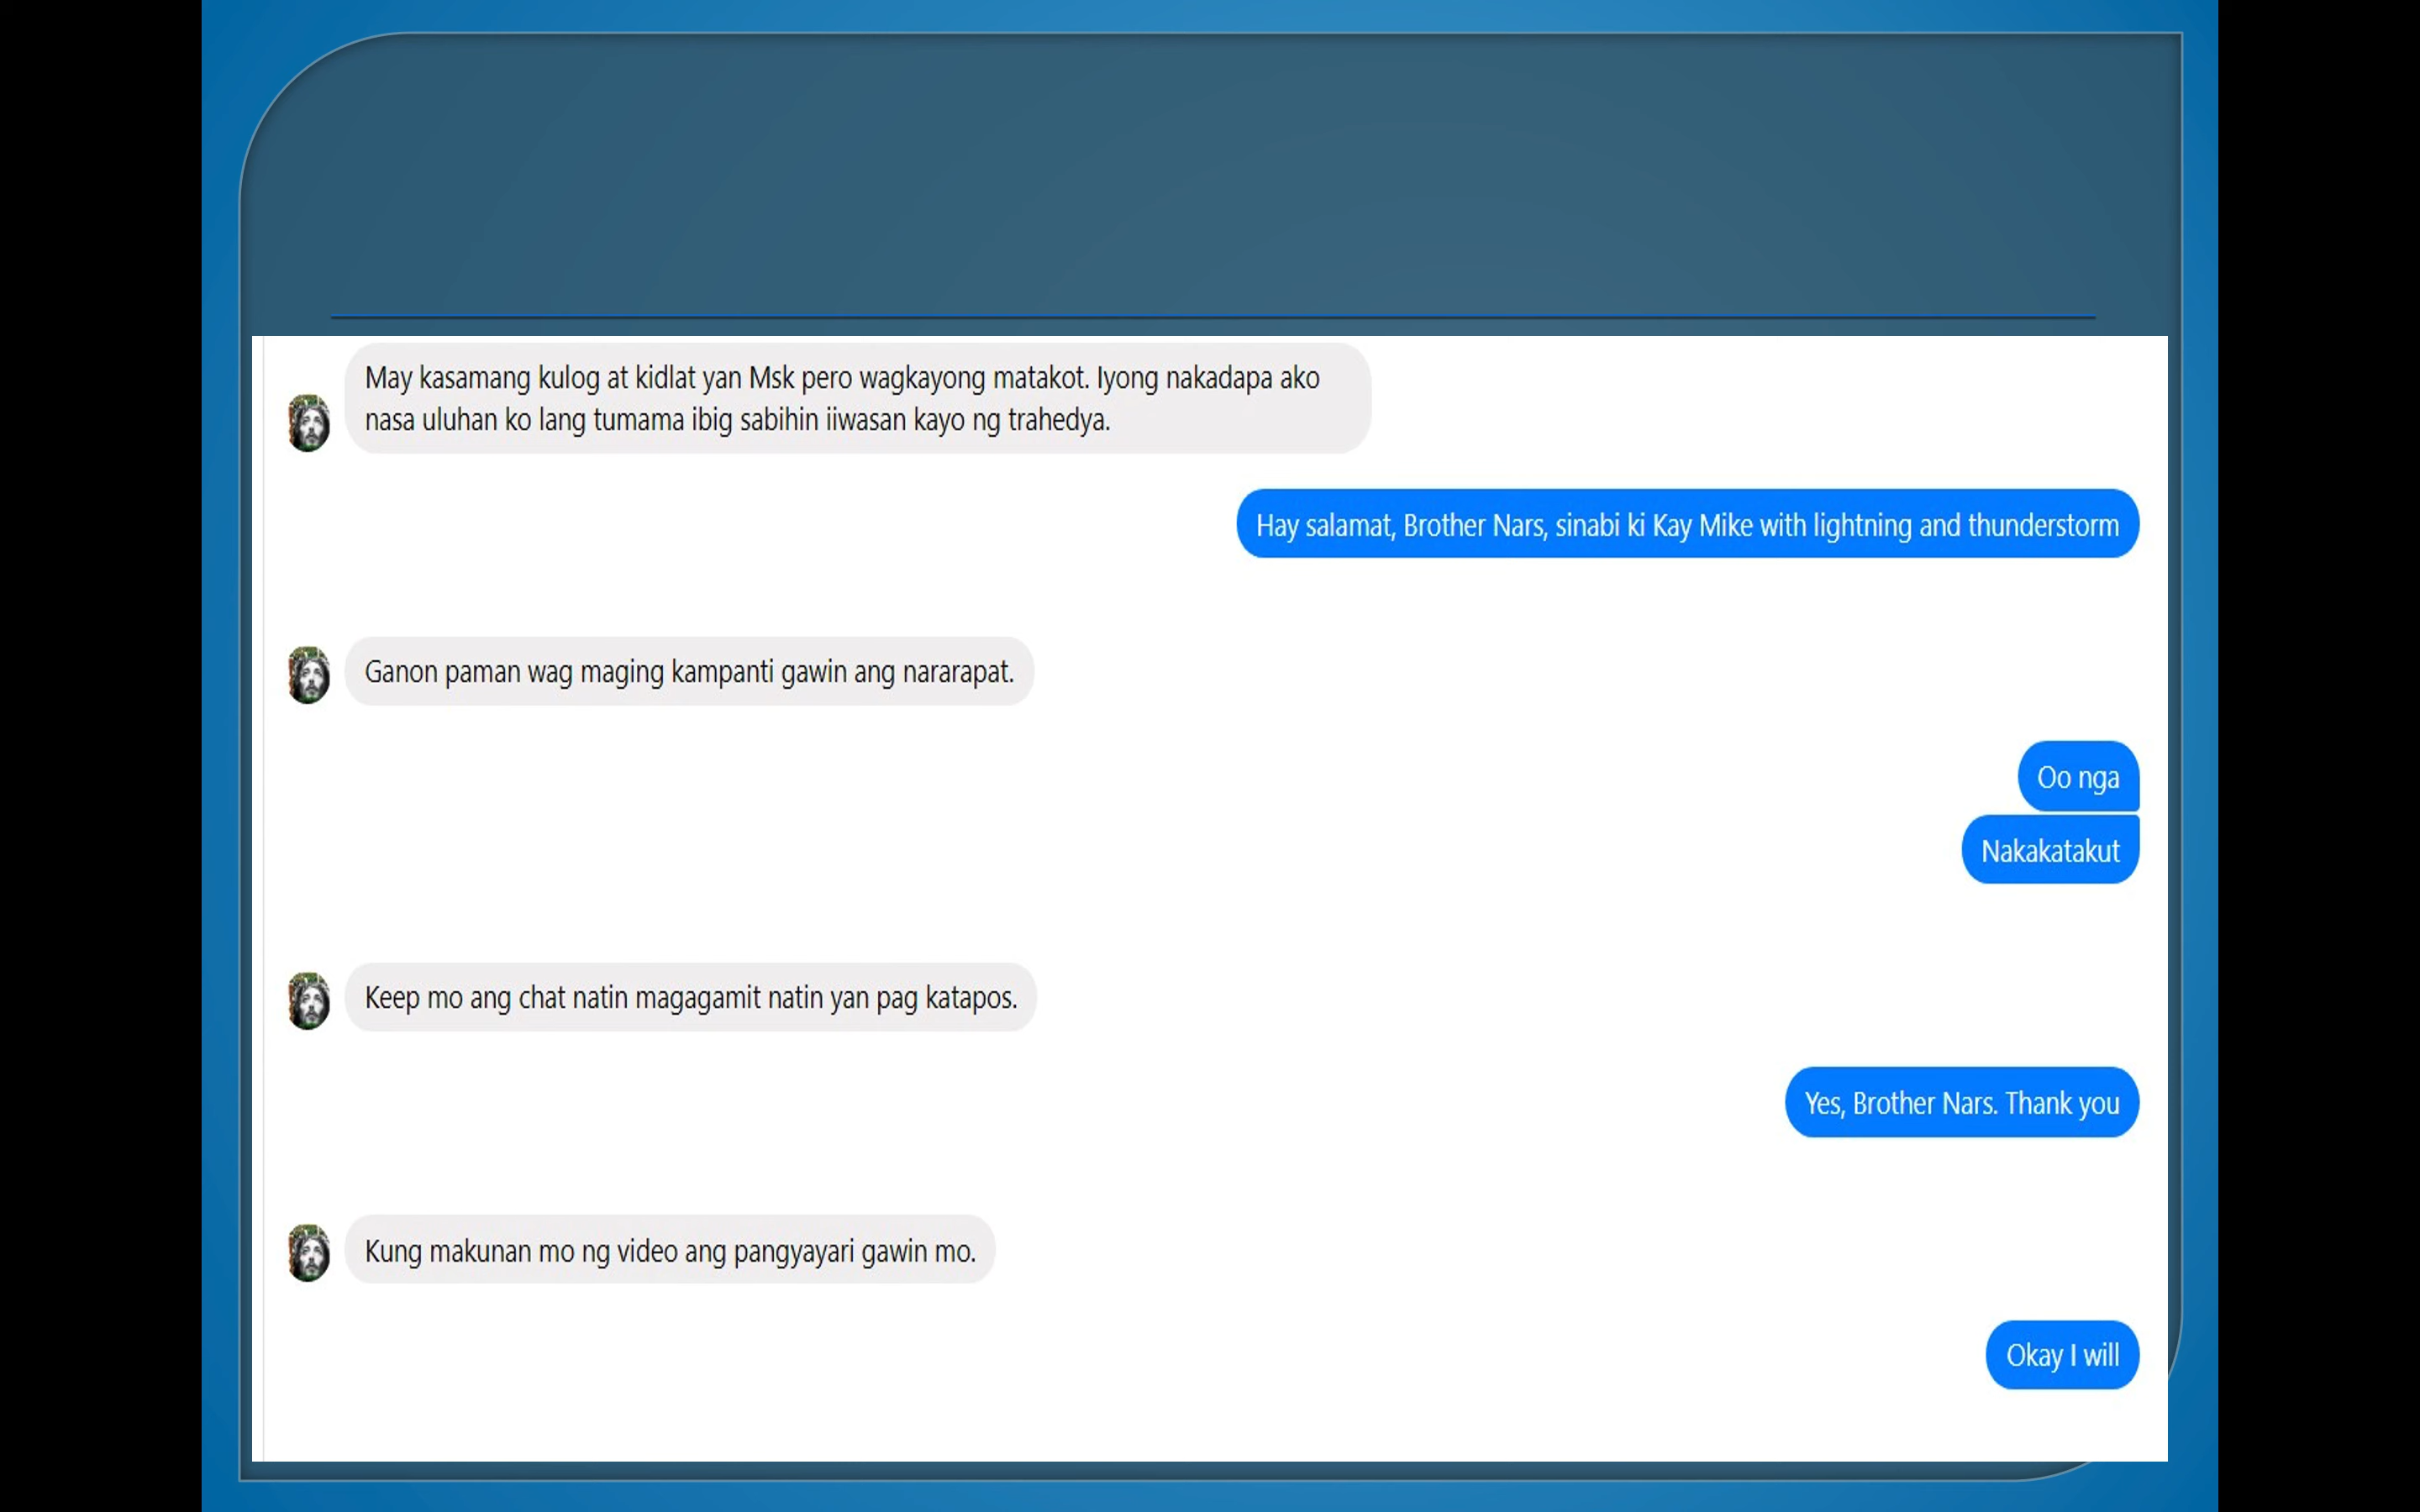 May kasamang kulog at kidlat yan Msk pero wagkayong matakot. Iyong nakadapa ako
nasa uluhan ko lang tumama ibig sabihin iiwasan kayo ng trahedya.
Hay salamat, Brother Nars, sinabi ki Kay Mike with lightning and thunderstorm
Ganon paman wag maging kampanti gawin ang nararapat.
Oo nga
Nakakatakut
Keep mo ang chat natin magagamit natin yan pag katapos.
Yes, Brother Nars. Thank you
Kung makunan mo ng video ang pangyayari gawin mo.
Okay I will